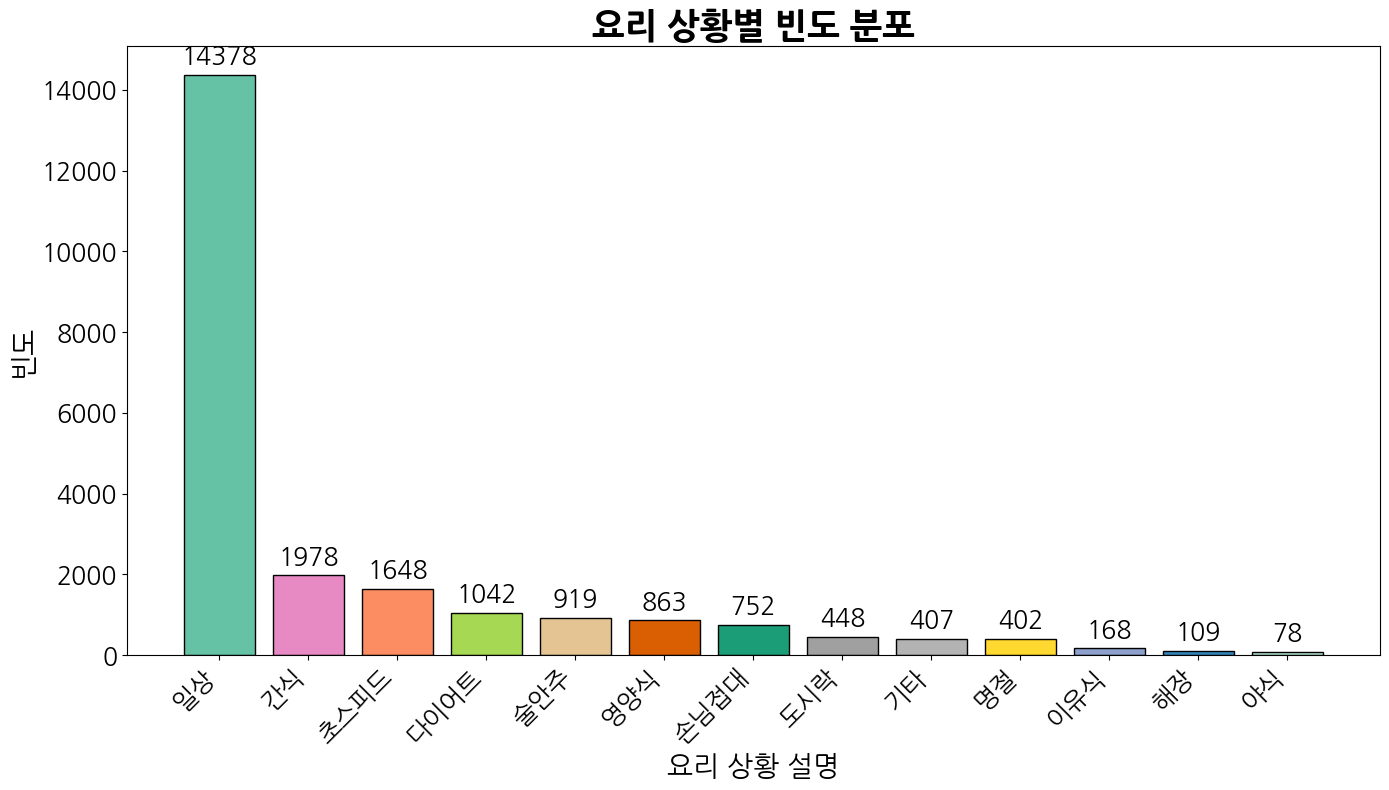 요리 상황별 빈도 분포
빈도
14000
12000
10000
8000
6000
4000
2000
0
14378
1978
1648
1042
919
863
752
448
407
402
168
109
78
일상
간식
초스피드
다이어트
술안주
영양식
손님접대
도시락
기타
명절
이유식
해장
야식
요리 상황 설명